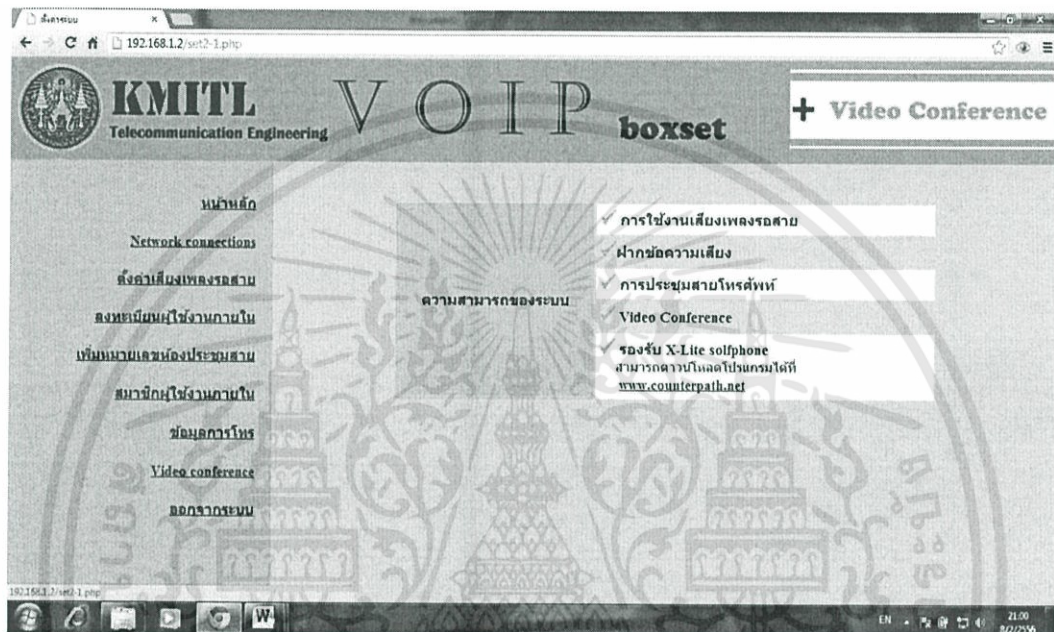 ตั้งค่าระบบ
192.168.1.2/set2-1.php
KMITL
Telecommunication Engineering
VOIP
boxset
+ Video Conference
หน้าหลัก
Network connections
ตั้งค่าเสียงเพลงรอสาย
ลงทะเบียนผู้ใช้งานภายใน
เพิ่มหมายเลขห้องประชุมสาย
สมาชิกผู้ใช้งานภายใน
ข้อมูลการโทร
Video conference
ออกจากระบบ
ความสามารถของระบบ
การใช้งานเสียงเพลงรอสาย
ฝากข้อความเสียง
การประชุมสายโทรศัพท์
Video Conference
รองรับ X-Lite solfphone
สามารถดาวน์โหลดโปรแกรมได้ที่
www.counterpath.net
192.168.1.2/set2-1.php
EN
21:00
8/2/2556